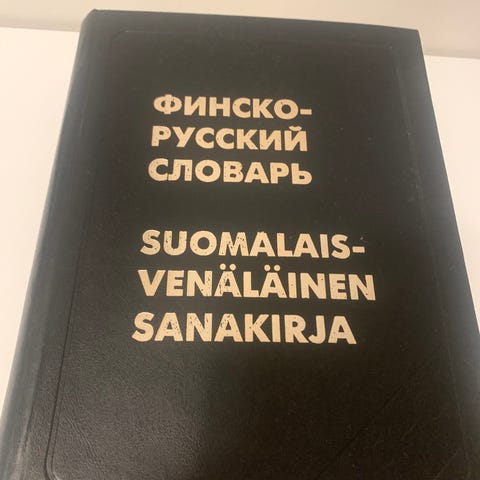 ФИНСКО-
РУССКИЙ
СЛОВАРЬ
SUOMALAIS-
VENÄLÄINEN
SANAKIRJA